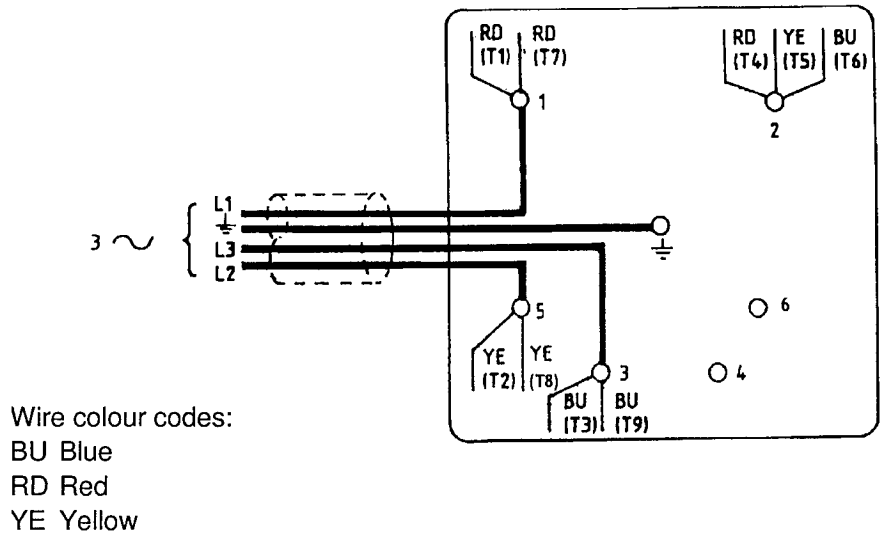 RD RD
(T1) (T7)
1
RD YE BU
(T4) (T5) (T6)
2
L1
L3
L2
3
5
YE YE
(T2) (T8)
3
BU BU
(T3) (T9)
6
4
Wire colour codes:
BU Blue
RD Red
YE Yellow